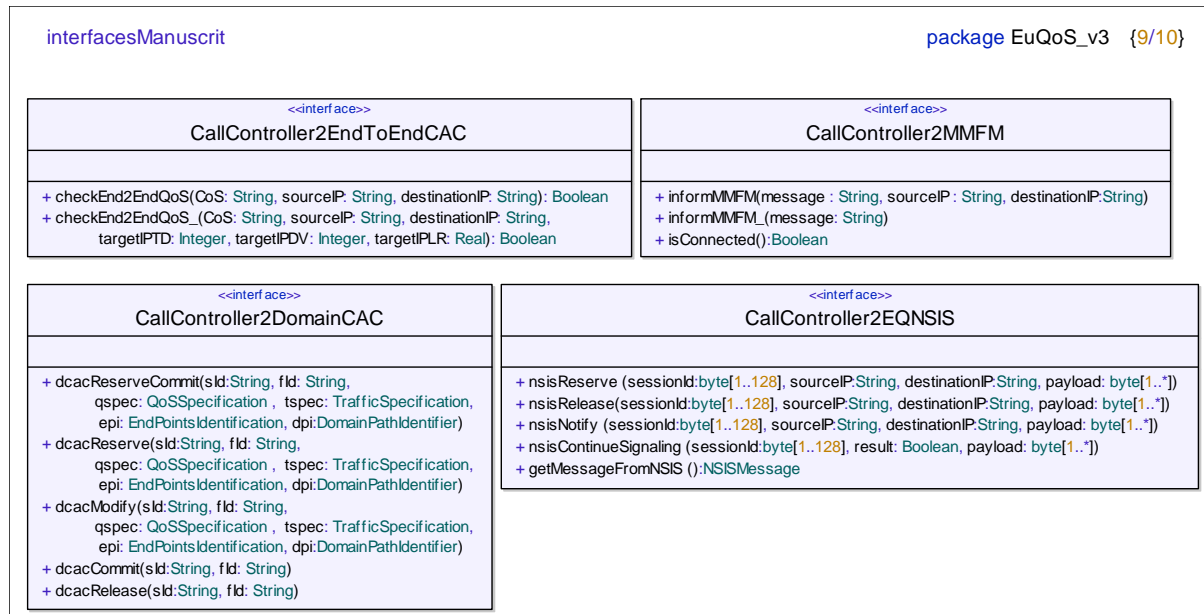 interfacesManuscrit
package EuQoS_v3 {9/10}
<<interface>>
CallController2EndToEndCAC
+ checkEnd2EndQoS(CoS: String, sourceIP: String, destinationIP: String): Boolean
+ checkEnd2EndQoS_(CoS: String, sourceIP: String, destinationIP: String,
targetIPTD: Integer, targetIPDV: Integer, targetIPLR: Real): Boolean
<<interface>>
CallController2MMFM
+ informMMFM(message : String, sourceIP : String, destinationIP:String)
+ informMMFM_(message: String)
+ isConnected():Boolean
<<interface>>
CallController2DomainCAC
+ dcacReserveCommit(sId:String, fId: String,
qspec: QoSSpecification , tspec: TrafficSpecification,
epi: EndPointsIdentification, dpi:DomainPathIdentifier)
+ dcacReserve(sId:String, fId: String,
qspec: QoSSpecification , tspec: TrafficSpecification,
epi: EndPointsIdentification, dpi:DomainPathIdentifier)
+ dcacModify(sId:String, fId: String,
qspec: QoSSpecification , tspec: TrafficSpecification,
epi: EndPointsIdentification, dpi:DomainPathIdentifier)
+ dcacCommit(sId:String, fId: String)
+ dcacRelease(sId:String, fId: String)
<<interface>>
CallController2EQNSIS
+ nsisReserve (sessionId:byte[1..128], sourceIP:String, destinationIP:String, payload: byte[1..*])
+ nsisRelease(sessionId:byte[1..128], sourceIP:String, destinationIP:String, payload: byte[1..*])
+ nsisNotify (sessionId:byte[1..128], sourceIP:String, destinationIP:String, payload: byte[1..*])
+ nsisContinueSignaling (sessionId:byte[1..128], result: Boolean, payload: byte[1..*])
+ getMessageFromNSIS ():NSISMessage